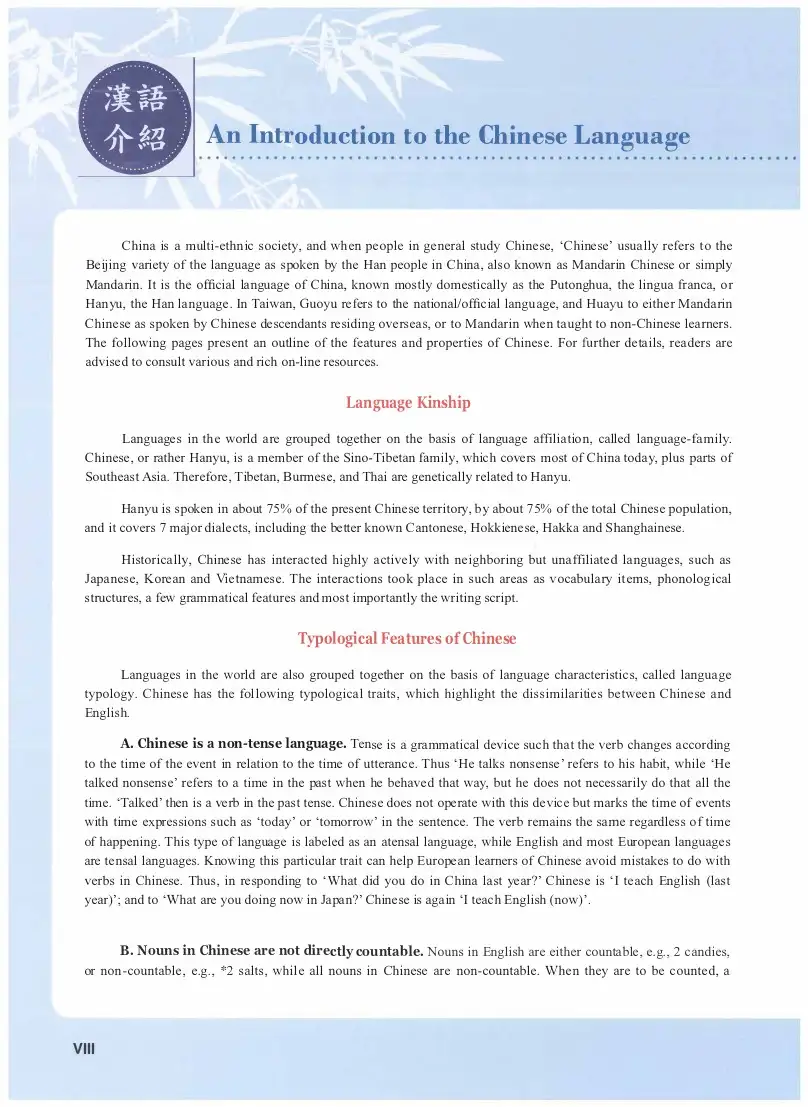 漢語
介紹
An Introduction to the Chinese Language
China is a multi-ethnic society, and when people in general study Chinese, ‘Chinese’ usually refers to the
Beijing variety of the language as spoken by the Han people in China, also known as Mandarin Chinese or simply
Mandarin. It is the official language of China, known mostly domestically as the Putonghua, the lingua franca, or
Hanyu, the Han language. In Taiwan, Guoyu refers to the national/official language, and Huayu to either Mandarin
Chinese as spoken by Chinese descendants residing overseas, or to Mandarin when taught to non-Chinese learners.
The following pages present an outline of the features and properties of Chinese. For further details, readers are
advised to consult various and rich on-line resources.
Language Kinship
Languages in the world are grouped together on the basis of language affiliation, called language-family.
Chinese, or rather Hanyu, is a member of the Sino-Tibetan family, which covers most of China today, plus parts of
Southeast Asia. Therefore, Tibetan, Burmese, and Thai are genetically related to Hanyu.
Hanyu is spoken in about 75% of the present Chinese territory, by about 75% of the total Chinese population,
and it covers 7 major dialects, including the better known Cantonese, Hokkienese, Hakka and Shanghainese.
Historically, Chinese has interacted highly actively with neighboring but unaffiliated languages, such as
Japanese, Korean and Vietnamese. The interactions took place in such areas as vocabulary items, phonological
structures, a few grammatical features and most importantly the writing script.
Typological Features of Chinese
Languages in the world are also grouped together on the basis of language characteristics, called language
typology. Chinese has the following typological traits, which highlight the dissimilarities between Chinese and
English.
A. Chinese is a non-tense language. Tense is a grammatical device such that the verb changes according
to the time of the event in relation to the time of utterance. Thus ‘He talks nonsense’ refers to his habit, while ‘He
talked nonsense’ refers to a time in the past when he behaved that way, but he does not necessarily do that all the
time. ‘Talked’ then is a verb in the past tense. Chinese does not operate with this device but marks the time of events
with time expressions such as ‘today’ or ‘tomorrow’ in the sentence. The verb remains the same regardless of time
of happening. This type of language is labeled as an atensal language, while English and most European languages
are tensal languages. Knowing this particular trait can help European learners of Chinese avoid mistakes to do with
verbs in Chinese. Thus, in responding to ‘What did you do in China last year?’ Chinese is ‘I teach English (last
year)’; and to ‘What are you doing now in Japan?’ Chinese is again ‘I teach English (now)’.
B. Nouns in Chinese are not directly countable. Nouns in English are either countable, e.g., 2 candies,
or non-countable, e.g., *2 salts, while all nouns in Chinese are non-countable. When they are to be counted, a
VIII